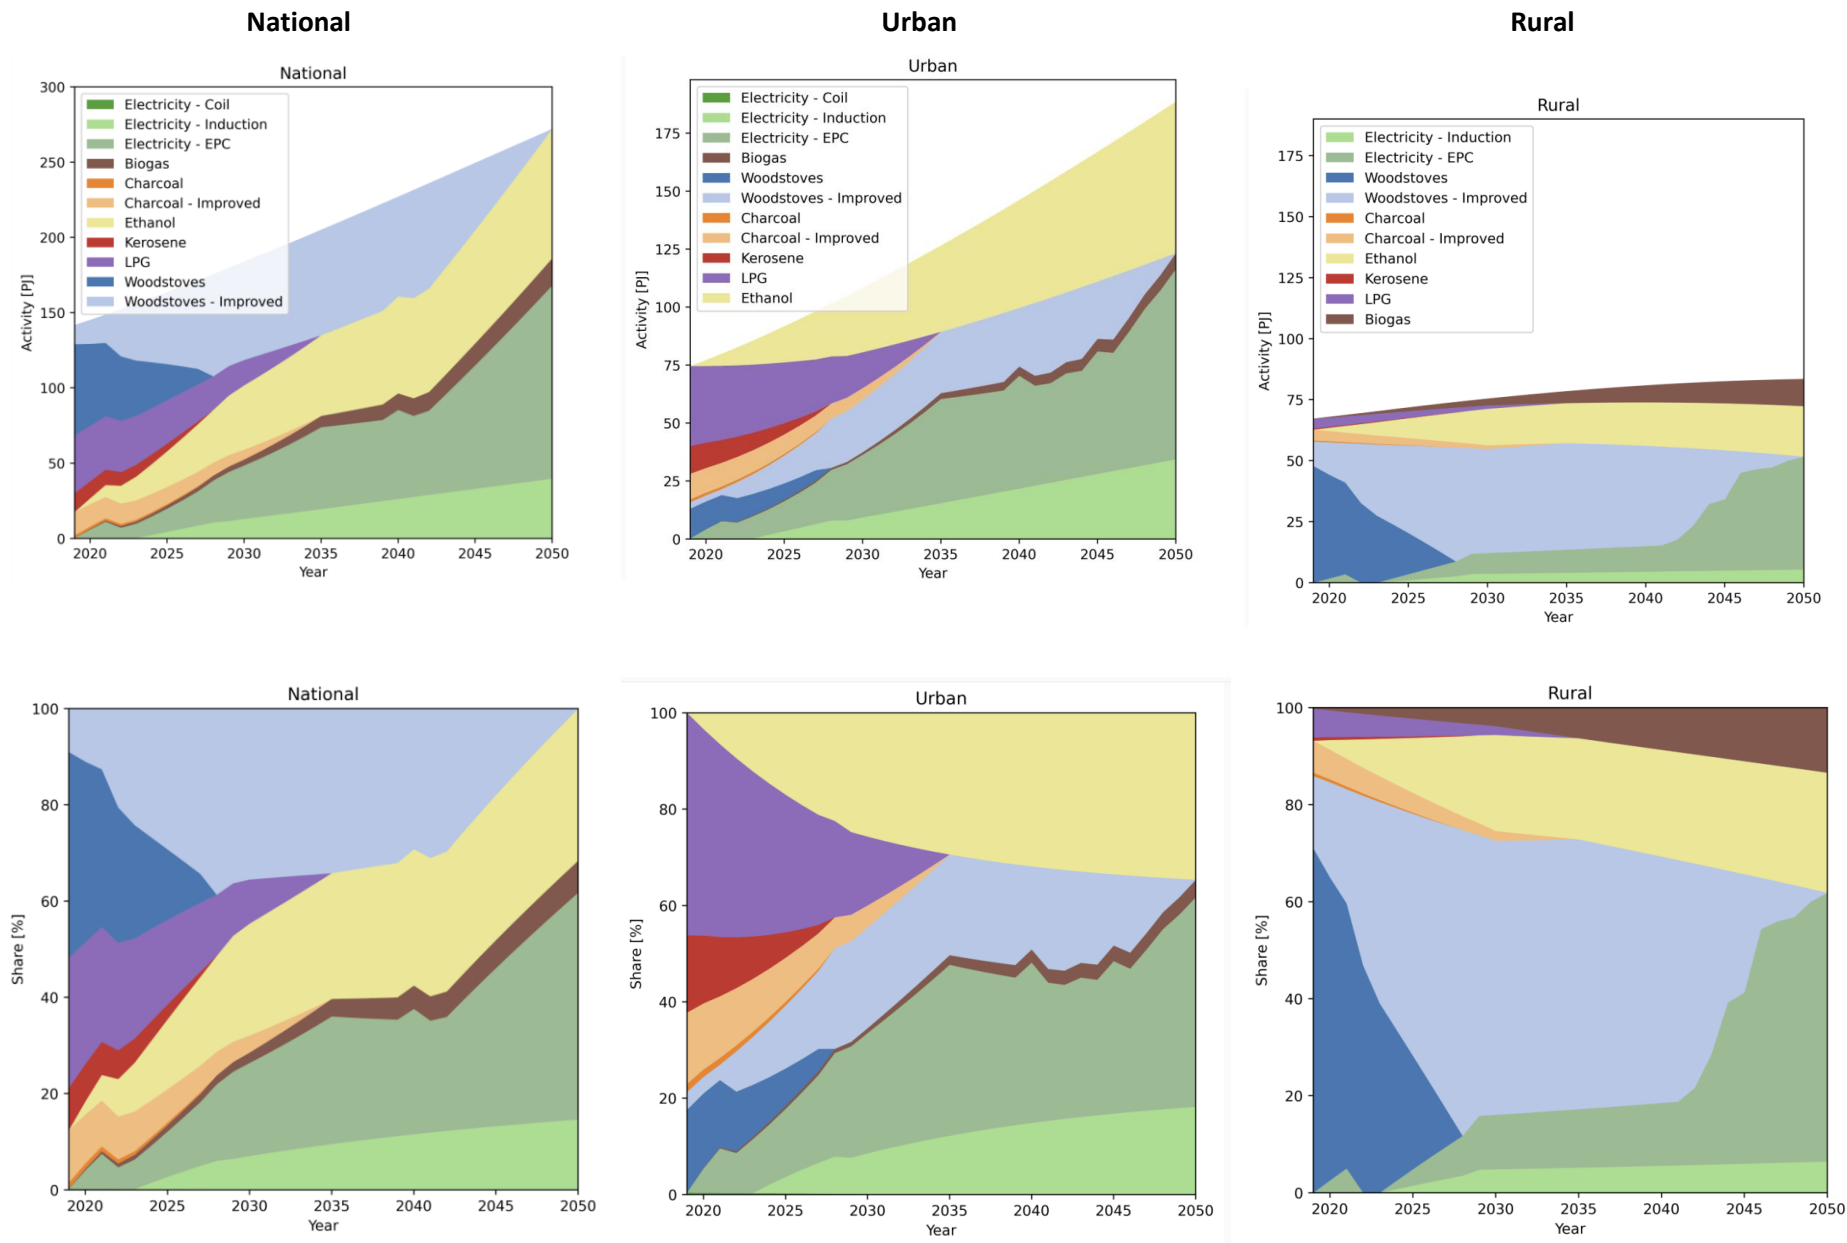 National
Urban
Rural
National
300
250
200
150
100
50
0
Activity [PJ]
Electricity - Coil
Electricity - Induction
Electricity - EPC
Biogas
Charcoal
Charcoal - Improved
Ethanol
Kerosene
LPG
Woodstoves
Woodstoves - Improved
2020 2025 2030 2035 2040 2045 2050
Year
Urban
175
150
125
100
75
50
25
0
Activity [PJ]
Electricity - Coil
Electricity - Induction
Electricity - EPC
Biogas
Woodstoves
Woodstoves - Improved
Charcoal
Charcoal - Improved
Kerosene
LPG
Ethanol
2020 2025 2030 2035 2040 2045 2050
Year
Rural
175
150
125
100
75
50
25
0
Activity [PJ]
Electricity - Induction
Electricity - EPC
Woodstoves
Woodstoves - Improved
Charcoal
Charcoal - Improved
Ethanol
Kerosene
LPG
Biogas
2020 2025 2030 2035 2040 2045 2050
Year
National
100
80
60
40
20
0
Share [%]
2020 2025 2030 2035 2040 2045 2050
Year
Urban
100
80
60
40
20
0
Share [%]
2020 2025 2030 2035 2040 2045 2050
Year
Rural
100
80
60
40
20
0
Share [%]
2020 2025 2030 2035 2040 2045 2050
Year